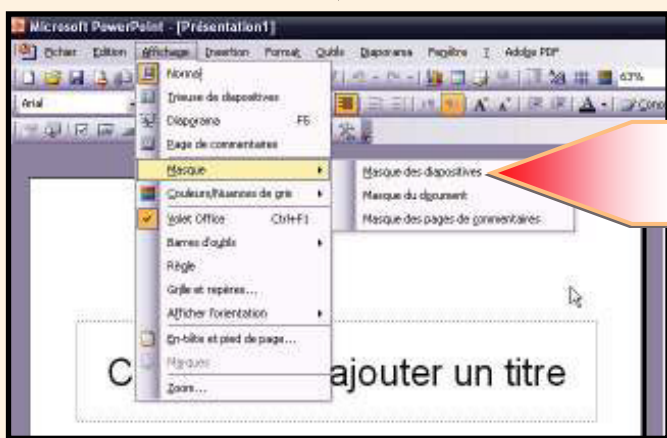 Microsoft PowerPoint - [Présentation1]
Fichier Edition Affichage Insertion Format Outils Diaporama Fenêtre ? Adobe PDF
63%
Arial
Normal
Trieuse de diapositives
Diaporama F5
Page de commentaires
Masque
Masque des diapositives
Couleurs/Nuances de gris
Masque du document
Volet Office Ctrl+F1
Masque des pages de commentaires
Barres d'outils
Règle
Grille et repères...
Afficher l'orientation
En-tête et pied de page...
Marques
Zoom...
C
ajouter un titre